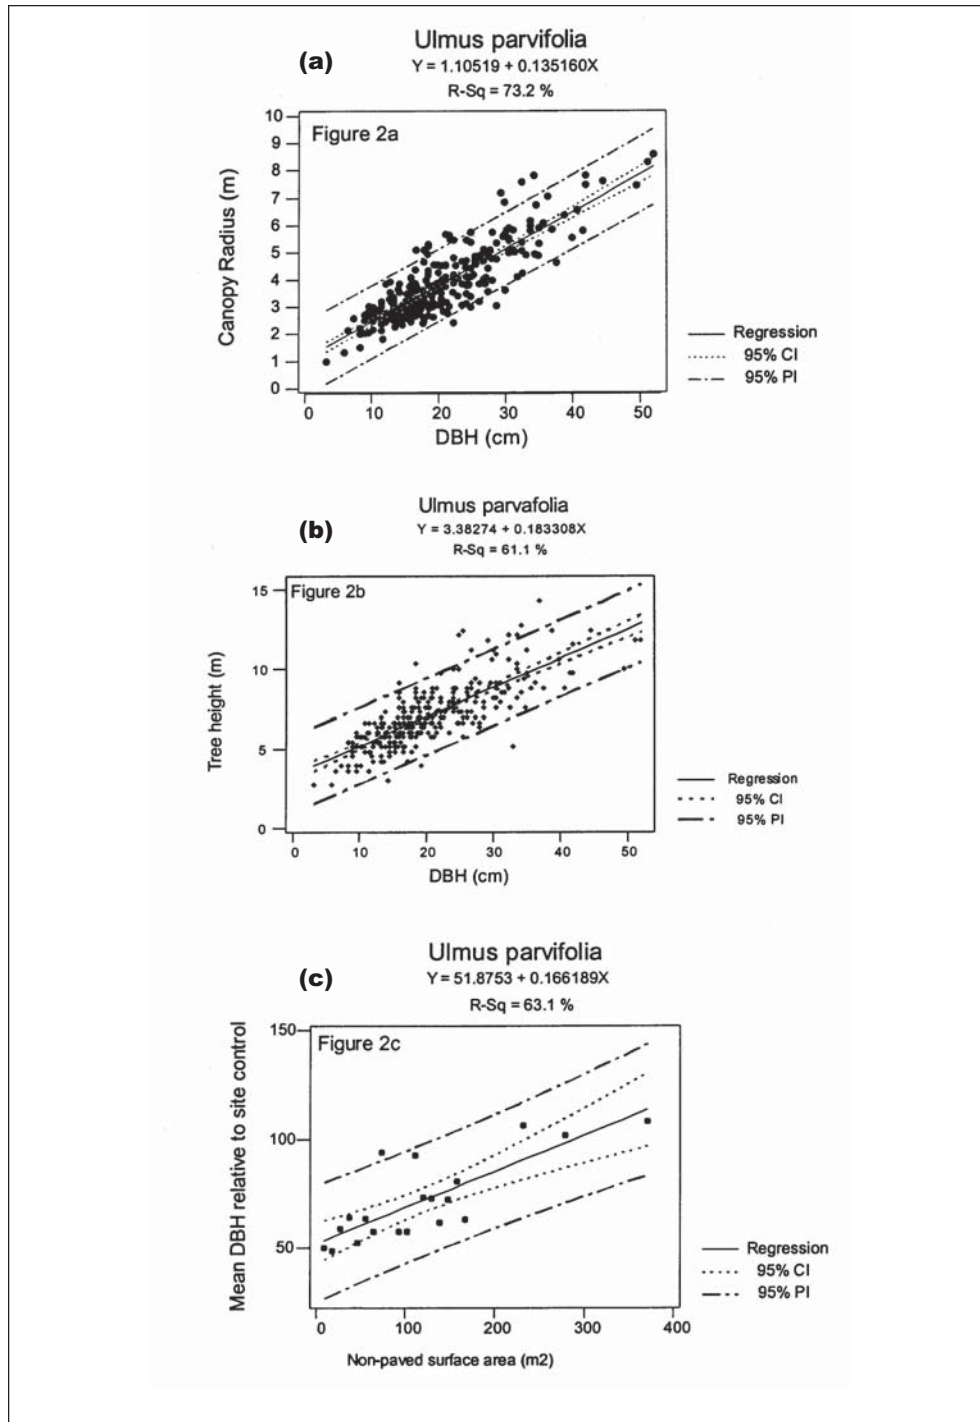 (a)
Ulmus parvifolia
Y = 1.10519 + 0.135160X
R-Sq = 73.2 %
Figure 2a
Canopy Radius (m)
10
9
8
7
6
5
4
3
2
1
0
0 10 20 30 40 50
DBH (cm)
Regression
95% CI
95% PI
(b)
Ulmus parvafolia
Y = 3.38274 + 0.183308X
R-Sq = 61.1 %
Figure 2b
Tree height (m)
15
10
5
0
0 10 20 30 40 50
DBH (cm)
Regression
95% CI
95% PI
(c)
Ulmus parvifolia
Y = 51.8753 + 0.166189X
R-Sq = 63.1 %
Figure 2c
Mean DBH relative to site control
150
100
50
0 100 200 300 400
Non-paved surface area (m2)
Regression
95% CI
95% PI